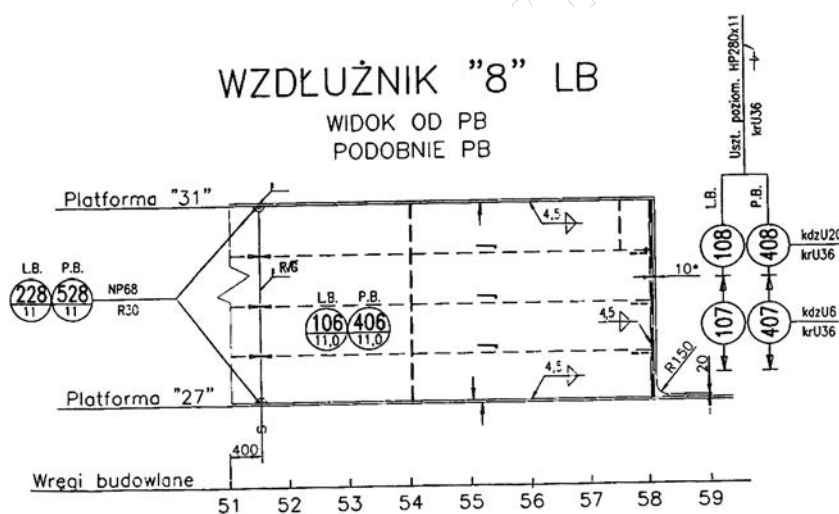 WZDŁUŻNIK "8" LB
WIDOK OD PB
PODOBNIE PB
Uszt. poziom. HP280x11
krU36
L.B.
P.B.
108
408
kdzU20
krU36
107
407
kdzU6
krU36
Platforma "31"
4,5
R/G
10*
L.B. P.B.
228 528
11 11
NP68
R30
L.B. P.B.
106 406
11,0 11,0
4,5
R150
20
4,5
Platforma "27"
S
400
Wręgi budowlane
51 52 53 54 55 56 57 58 59